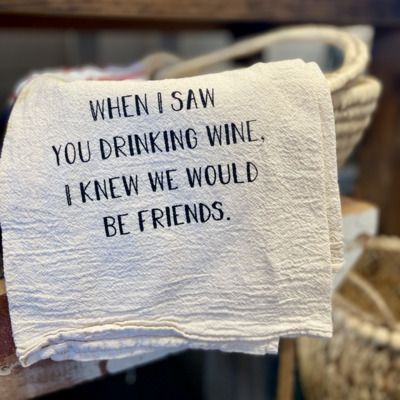 WHEN I SAW
YOU DRINKING WINE,
I KNEW WE WOULD
BE FRIENDS.